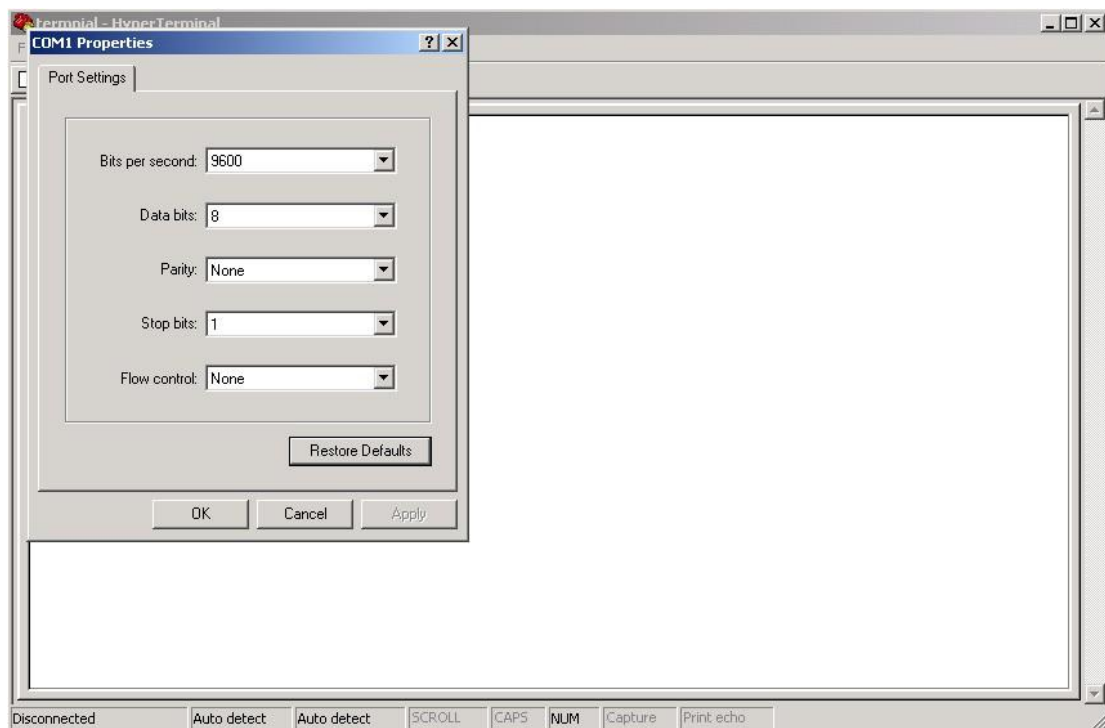 termpial - HyperTerminal
COM1 Properties
F
Port Settings
Bits per second: 9600
Data bits: 8
Parity: None
Stop bits: 1
Flow control: None
Restore Defaults
OK Cancel Apply
Disconnected Auto detect Auto detect SCROLL CAPS NUM Capture Print echo